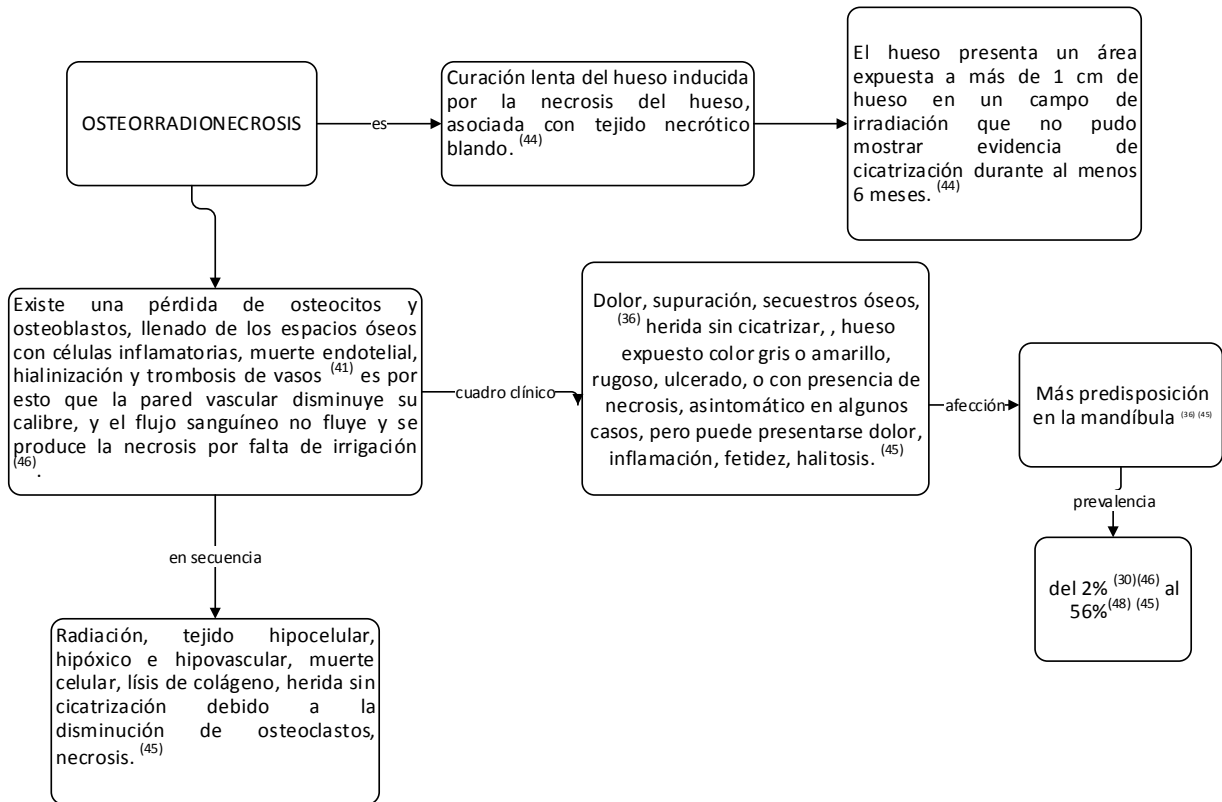 OSTEORRADIONECROSIS
es
Curación lenta del hueso inducida
por la necrosis del hueso,
asociada con tejido necrótico
blando. (44)
El hueso presenta un área
expuesta a más de 1 cm de
hueso en un campo de
irradiación que no pudo
mostrar evidencia de
cicatrización durante al menos
6 meses. (44)
Existe una pérdida de osteocitos y
osteoblastos, llenado de los espacios óseos
con células inflamatorias, muerte endotelial,
hialinización y trombosis de vasos (41) es por
esto que la pared vascular disminuye su
calibre, y el flujo sanguíneo no fluye y se
produce la necrosis por falta de irrigación
(46).
cuadro clínico
Dolor, supuración, secuestros óseos,
(36) herida sin cicatrizar, , hueso
expuesto color gris o amarillo,
rugoso, ulcerado, o con presencia de
necrosis, asintomático en algunos
casos, pero puede presentarse dolor,
inflamación, fetidez, halitosis. (45)
afección
Más predisposición
en la mandíbula (36) (45)
prevalencia
del 2% (30)(46) al
56%(48) (45)
en secuencia
Radiación, tejido hipocelular,
hipóxico e hipovascular, muerte
celular, lísis de colágeno, herida sin
cicatrización debido a la
disminución de osteoclastos,
necrosis. (45)